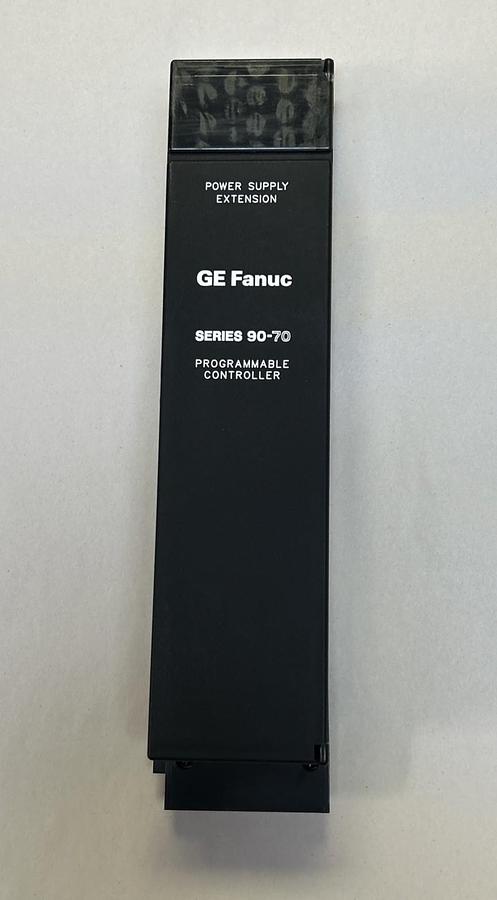 POWER SUPPLY
EXTENSION
GE Fanuc
SERIES 90-70
PROGRAMMABLE
CONTROLLER